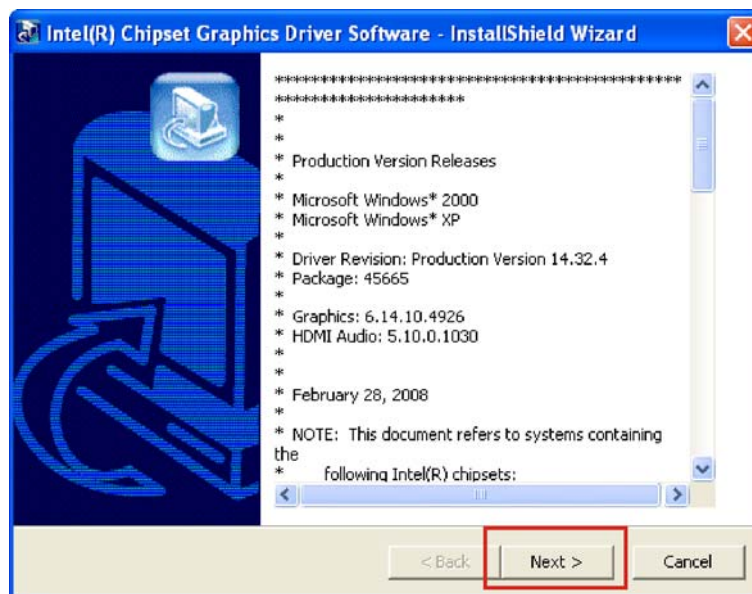 Intel(R) Chipset Graphics Driver Software - InstallShield Wizard
************************************************
**********************
*
*
* Production Version Releases
*
* Microsoft Windows* 2000
* Microsoft Windows* XP
*
* Driver Revision: Production Version 14.32.4
* Package: 45665
*
* Graphics: 6.14.10.4926
* HDMI Audio: 5.10.0.1030
*
*
* February 28, 2008
*
* NOTE: This document refers to systems containing
the
* following Intel(R) chipsets:
< Back
Next >
Cancel